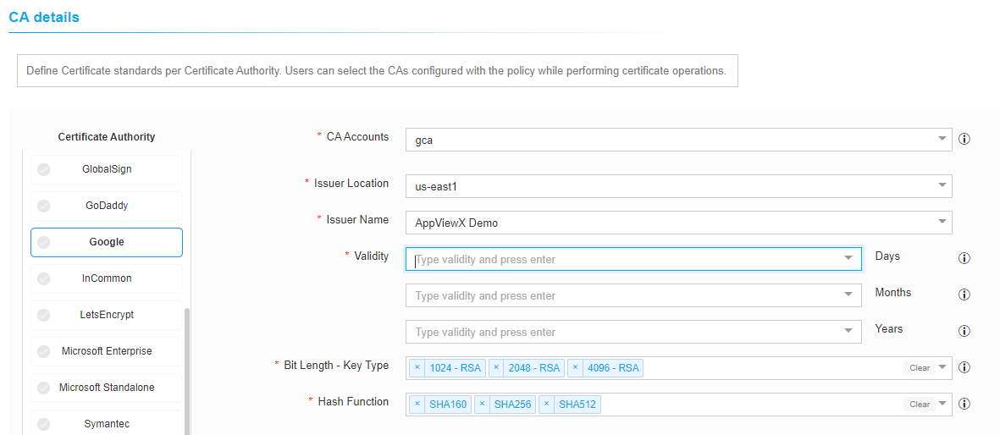 CA details
Define Certificate standards per Certificate Authority. Users can select the CAs configured with the policy while performing certificate operations.
Certificate Authority
GlobalSign
GoDaddy
Google
InCommon
LetsEncrypt
Microsoft Enterprise
Microsoft Standalone
Symantec
* CA Accounts gca
* Issuer Location us-east1
* Issuer Name AppViewX Demo
* Validity Type validity and press enter Days
Type validity and press enter Months
Type validity and press enter Years
* Bit Length - Key Type × 1024 - RSA × 2048 - RSA × 4096 - RSA Clear
* Hash Function × SHA160 × SHA256 × SHA512 Clear